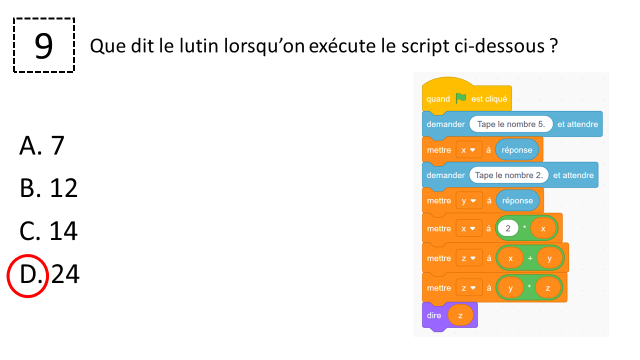 9
Que dit le lutin lorsqu'on exécute le script ci-dessous ?
A. 7
B. 12
C. 14
D. 24
quand est cliqué
demander Tape le nombre 5. et attendre
mettre x à réponse
demander Tape le nombre 2. et attendre
mettre y à réponse
mettre x à 2 * x
mettre z à x + y
mettre z à y * z
dire z